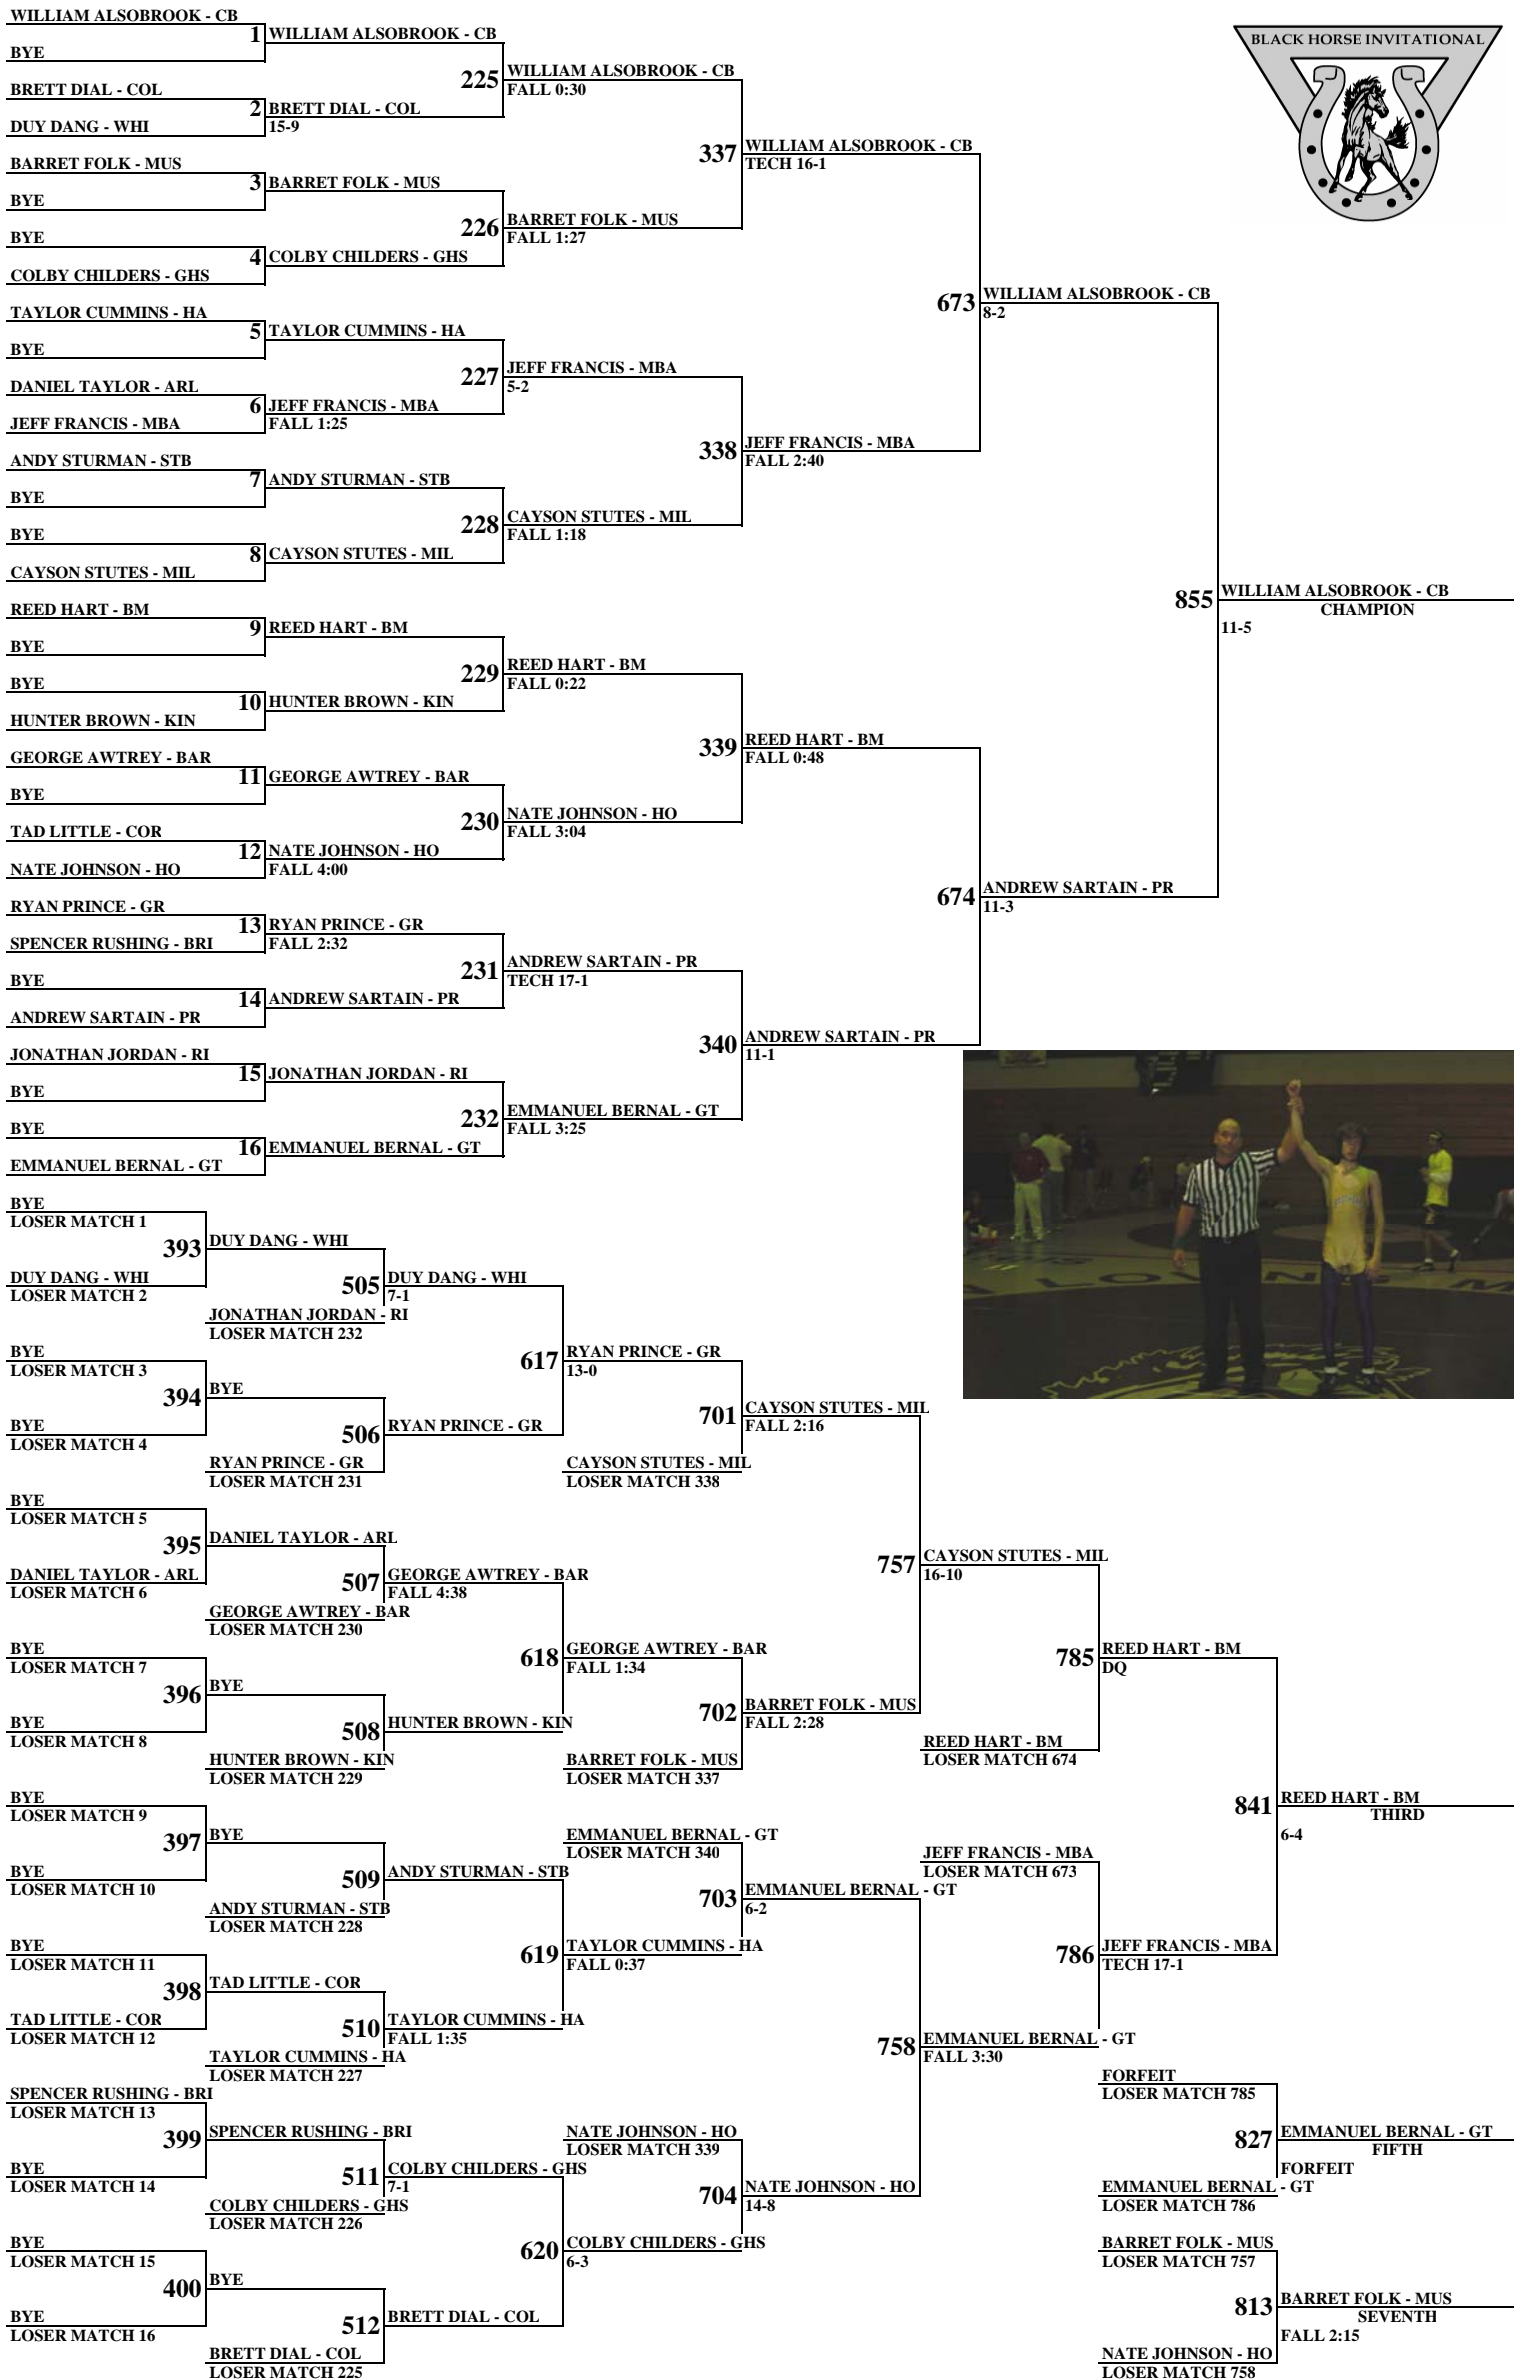 BLACK HORSE INVITATIONAL
WILLIAM ALSOBROOK - CB
BYE
BRETT DIAL - COL
DUY DANG - WHI
BARRET FOLK - MUS
BYE
BYE
COLBY CHILDERS - GHS
TAYLOR CUMMINS - HA
BYE
DANIEL TAYLOR - ARL
JEFF FRANCIS - MBA
ANDY STURMAN - STB
BYE
BYE
CAYSON STUTES - MIL
REED HART - BM
BYE
BYE
HUNTER BROWN - KIN
GEORGE AWTREY - BAR
BYE
TAD LITTLE - COR
NATE JOHNSON - HO
RYAN PRINCE - GR
SPENCER RUSHING - BRI
BYE
ANDREW SARTAIN - PR
JONATHAN JORDAN - RI
BYE
BYE
EMMANUEL BERNAL - GT
1 WILLIAM ALSOBROOK - CB
2 BRETT DIAL - COL
15-9
3 BARRET FOLK - MUS
4 COLBY CHILDERS - GHS
5 TAYLOR CUMMINS - HA
6 JEFF FRANCIS - MBA
FALL 1:25
7 ANDY STURMAN - STB
8 CAYSON STUTES - MIL
9 REED HART - BM
10 HUNTER BROWN - KIN
11 GEORGE AWTREY - BAR
12 NATE JOHNSON - HO
FALL 4:00
13 RYAN PRINCE - GR
FALL 2:32
14 ANDREW SARTAIN - PR
15 JONATHAN JORDAN - RI
16 EMMANUEL BERNAL - GT
225 WILLIAM ALSOBROOK - CB
FALL 0:30
226 BARRET FOLK - MUS
FALL 1:27
227 JEFF FRANCIS - MBA
5-2
228 CAYSON STUTES - MIL
FALL 1:18
229 REED HART - BM
FALL 0:22
230 NATE JOHNSON - HO
FALL 3:04
231 ANDREW SARTAIN - PR
TECH 17-1
232 EMMANUEL BERNAL - GT
FALL 3:25
337 WILLIAM ALSOBROOK - CB
TECH 16-1
338 JEFF FRANCIS - MBA
FALL 2:40
339 REED HART - BM
FALL 0:48
340 ANDREW SARTAIN - PR
11-1
673 WILLIAM ALSOBROOK - CB
8-2
674 ANDREW SARTAIN - PR
11-3
855 WILLIAM ALSOBROOK - CB
CHAMPION
11-5
BYE
LOSER MATCH 1
DUY DANG - WHI
LOSER MATCH 2
BYE
LOSER MATCH 3
BYE
LOSER MATCH 4
BYE
LOSER MATCH 5
DANIEL TAYLOR - ARL
LOSER MATCH 6
BYE
LOSER MATCH 7
BYE
LOSER MATCH 8
BYE
LOSER MATCH 9
BYE
LOSER MATCH 10
BYE
LOSER MATCH 11
TAD LITTLE - COR
LOSER MATCH 12
SPENCER RUSHING - BRI
LOSER MATCH 13
BYE
LOSER MATCH 14
BYE
LOSER MATCH 15
BYE
LOSER MATCH 16
393 DUY DANG - WHI
JONATHAN JORDAN - RI
LOSER MATCH 232
394 BYE
RYAN PRINCE - GR
LOSER MATCH 231
395 DANIEL TAYLOR - ARL
GEORGE AWTREY - BAR
LOSER MATCH 230
396 BYE
HUNTER BROWN - KIN
LOSER MATCH 229
397 BYE
ANDY STURMAN - STB
LOSER MATCH 228
398 TAD LITTLE - COR
TAYLOR CUMMINS - HA
LOSER MATCH 227
399 SPENCER RUSHING - BRI
COLBY CHILDERS - GHS
LOSER MATCH 226
400 BYE
BRETT DIAL - COL
LOSER MATCH 225
505 DUY DANG - WHI
7-1
506 RYAN PRINCE - GR
507 GEORGE AWTREY - BAR
FALL 4:38
508 HUNTER BROWN - KIN
509 ANDY STURMAN - STB
510 TAYLOR CUMMINS - HA
FALL 1:35
511 COLBY CHILDERS - GHS
7-1
512 BRETT DIAL - COL
617 RYAN PRINCE - GR
13-0
CAYSON STUTES - MIL
LOSER MATCH 338
618 GEORGE AWTREY - BAR
FALL 1:34
BARRET FOLK - MUS
LOSER MATCH 337
EMMANUEL BERNAL - GT
LOSER MATCH 340
619 TAYLOR CUMMINS - HA
FALL 0:37
NATE JOHNSON - HO
LOSER MATCH 339
620 COLBY CHILDERS - GHS
6-3
701 CAYSON STUTES - MIL
FALL 2:16
702 BARRET FOLK - MUS
FALL 2:28
703 EMMANUEL BERNAL - GT
6-2
704 NATE JOHNSON - HO
14-8
757 CAYSON STUTES - MIL
16-10
REED HART - BM
LOSER MATCH 674
JEFF FRANCIS - MBA
LOSER MATCH 673
758 EMMANUEL BERNAL - GT
FALL 3:30
785 REED HART - BM
DQ
786 JEFF FRANCIS - MBA
TECH 17-1
841 REED HART - BM
THIRD
6-4
FORFEIT
LOSER MATCH 785
827 EMMANUEL BERNAL - GT
FIFTH
FORFEIT
EMMANUEL BERNAL - GT
LOSER MATCH 786
BARRET FOLK - MUS
LOSER MATCH 757
813 BARRET FOLK - MUS
SEVENTH
FALL 2:15
NATE JOHNSON - HO
LOSER MATCH 758